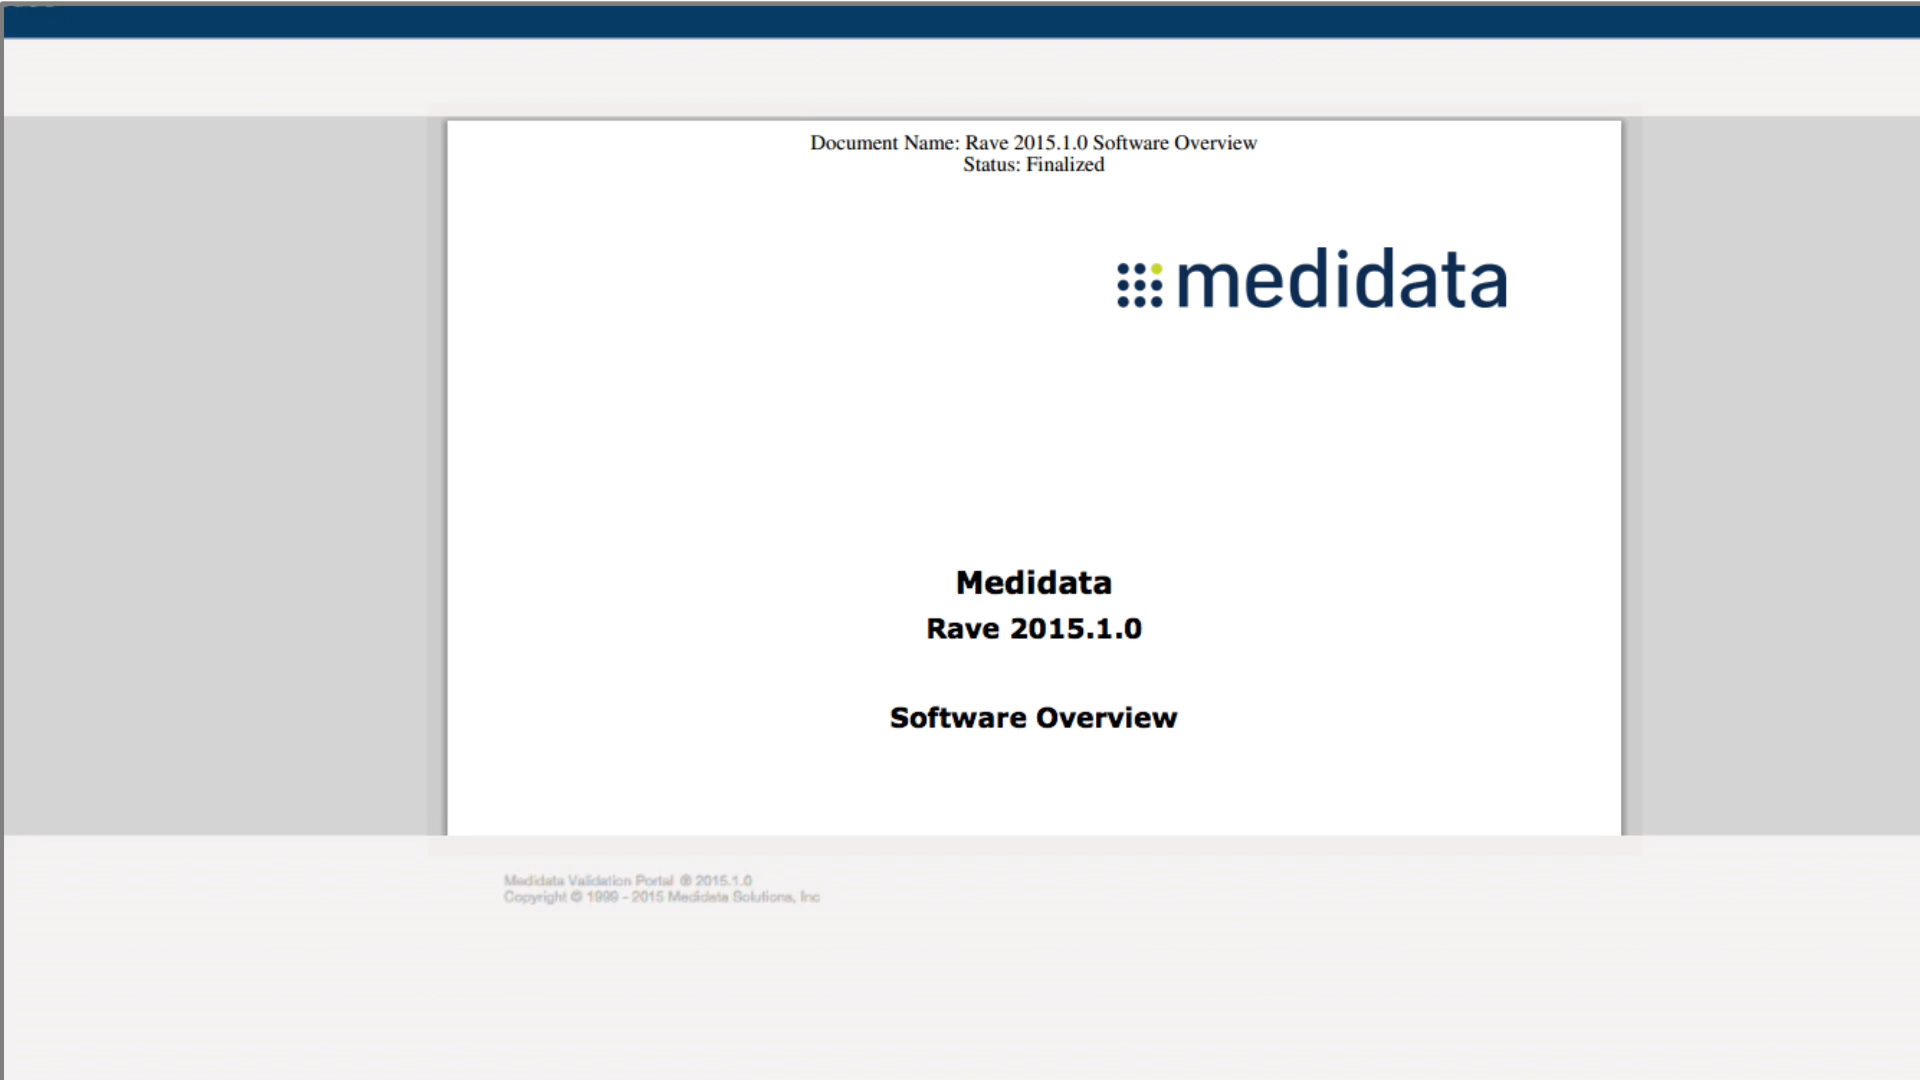 Document Name: Rave 2015.1.0 Software Overview
Status: Finalized
medidata
Medidata
Rave 2015.1.0
Software Overview
Medidata Validation Portal ® 2015.1.0
Copyright © 1999 - 2015 Medidata Solutions, Inc